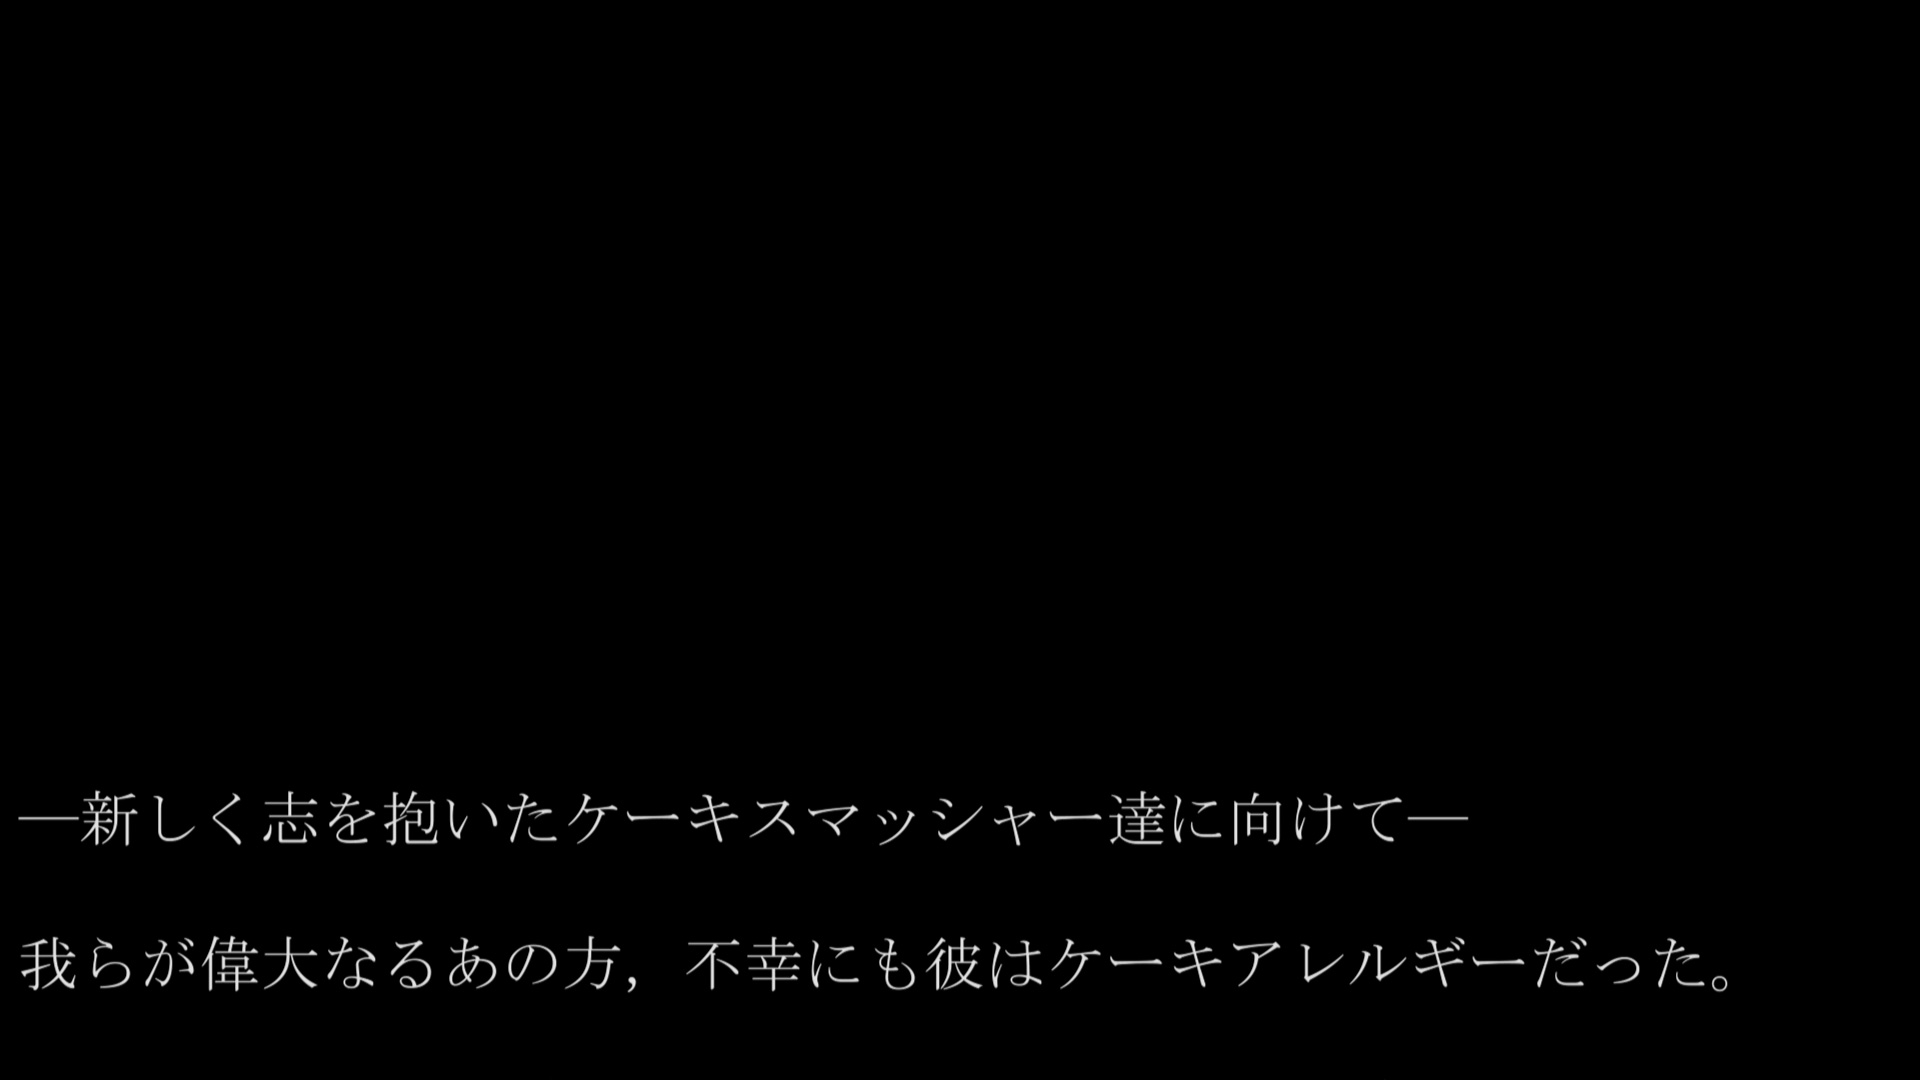 ―新しく志を抱いたケーキスマッシャー達に向けて―
我らが偉大なるあの方，不幸にも彼はケーキアレルギーだった。